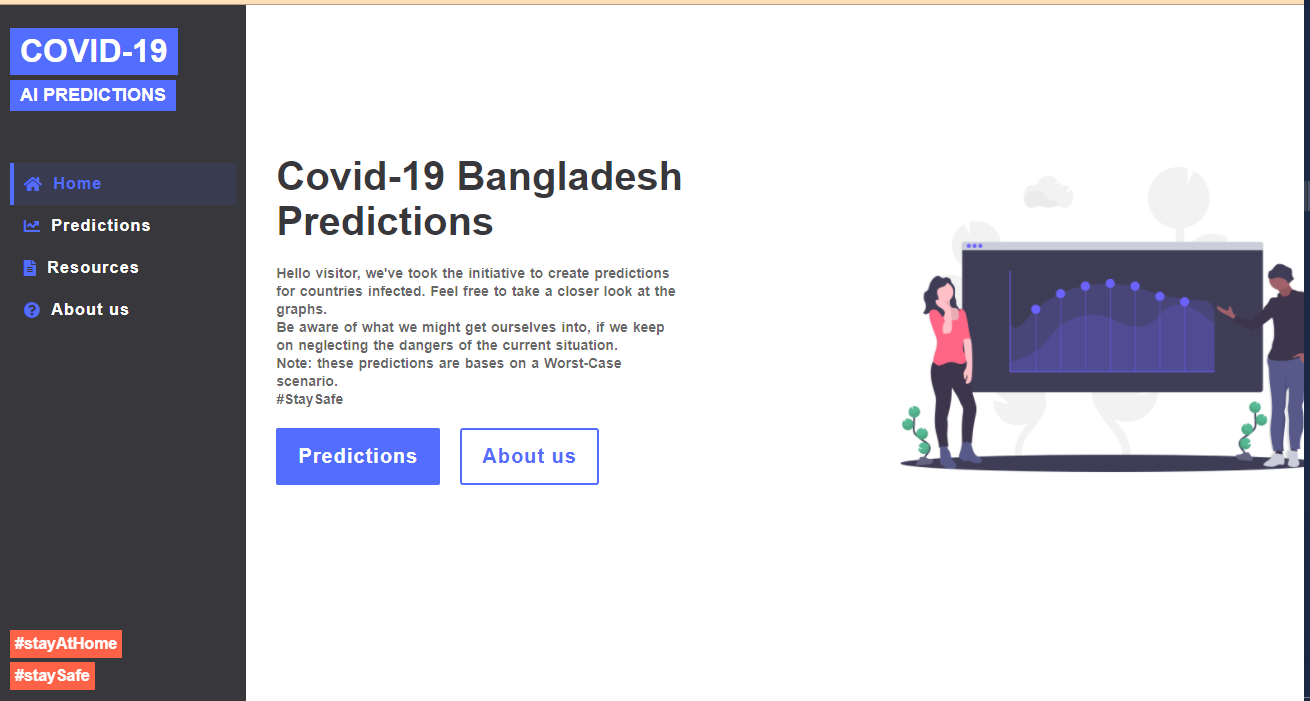 COVID-19
AI PREDICTIONS
Home
Predictions
Resources
About us
#stayAtHome
#staySafe
Covid-19 Bangladesh
Predictions
Hello visitor, we've took the initiative to create predictions
for countries infected. Feel free to take a closer look at the
graphs.
Be aware of what we might get ourselves into, if we keep
on neglecting the dangers of the current situation.
Note: these predictions are bases on a Worst-Case
scenario.
#StaySafe
Predictions
About us